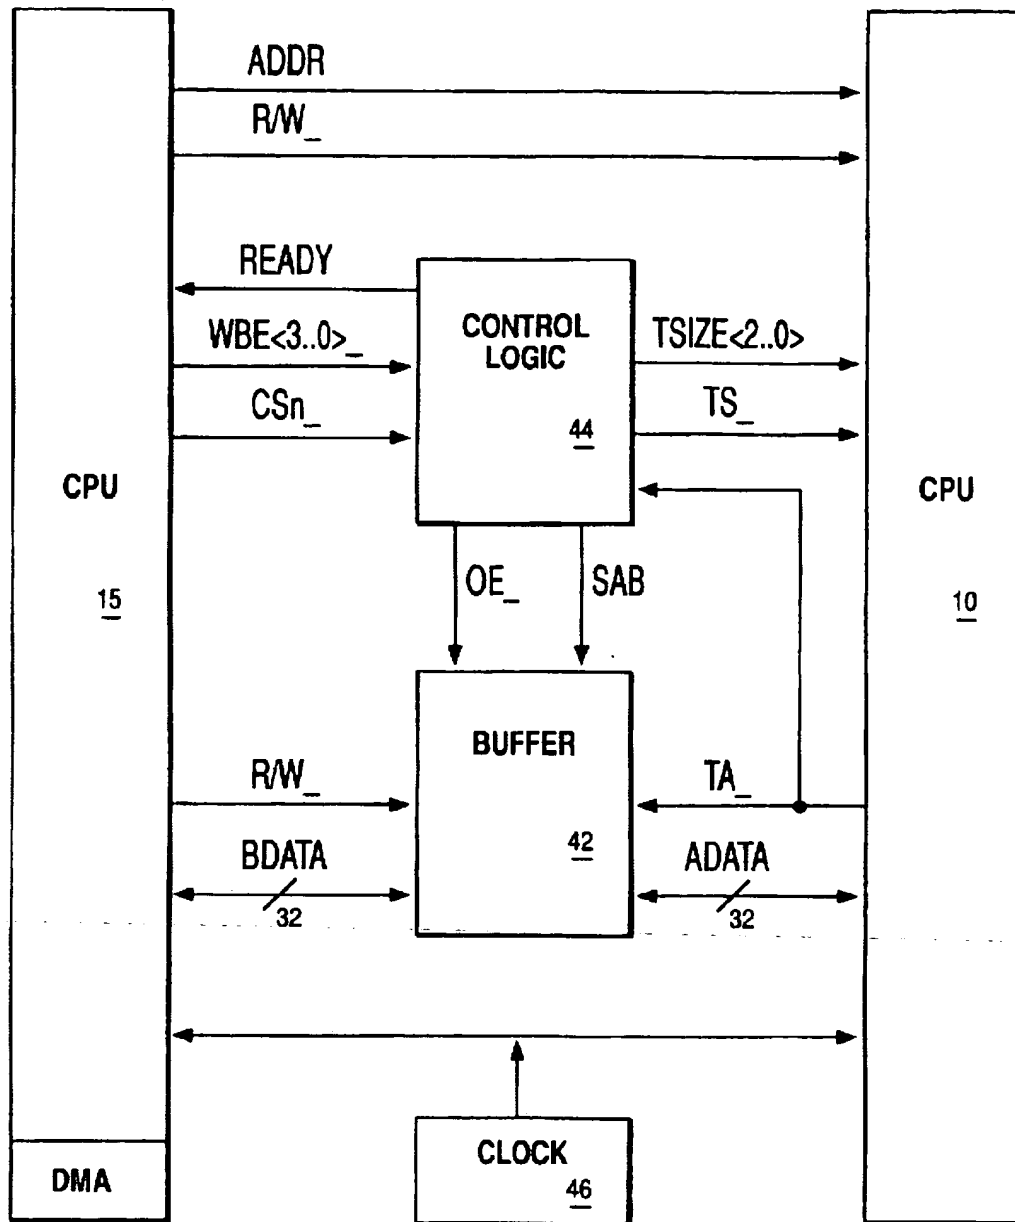 ADDR
R/W_
READY
WBE<3..0>_
CSn_
CONTROL
LOGIC
44
TSIZE<2..0>
TS_
CPU
15
CPU
10
OE_
SAB
BUFFER
42
R/W_
BDATA
32
TA_
ADATA
32
CLOCK
46
DMA